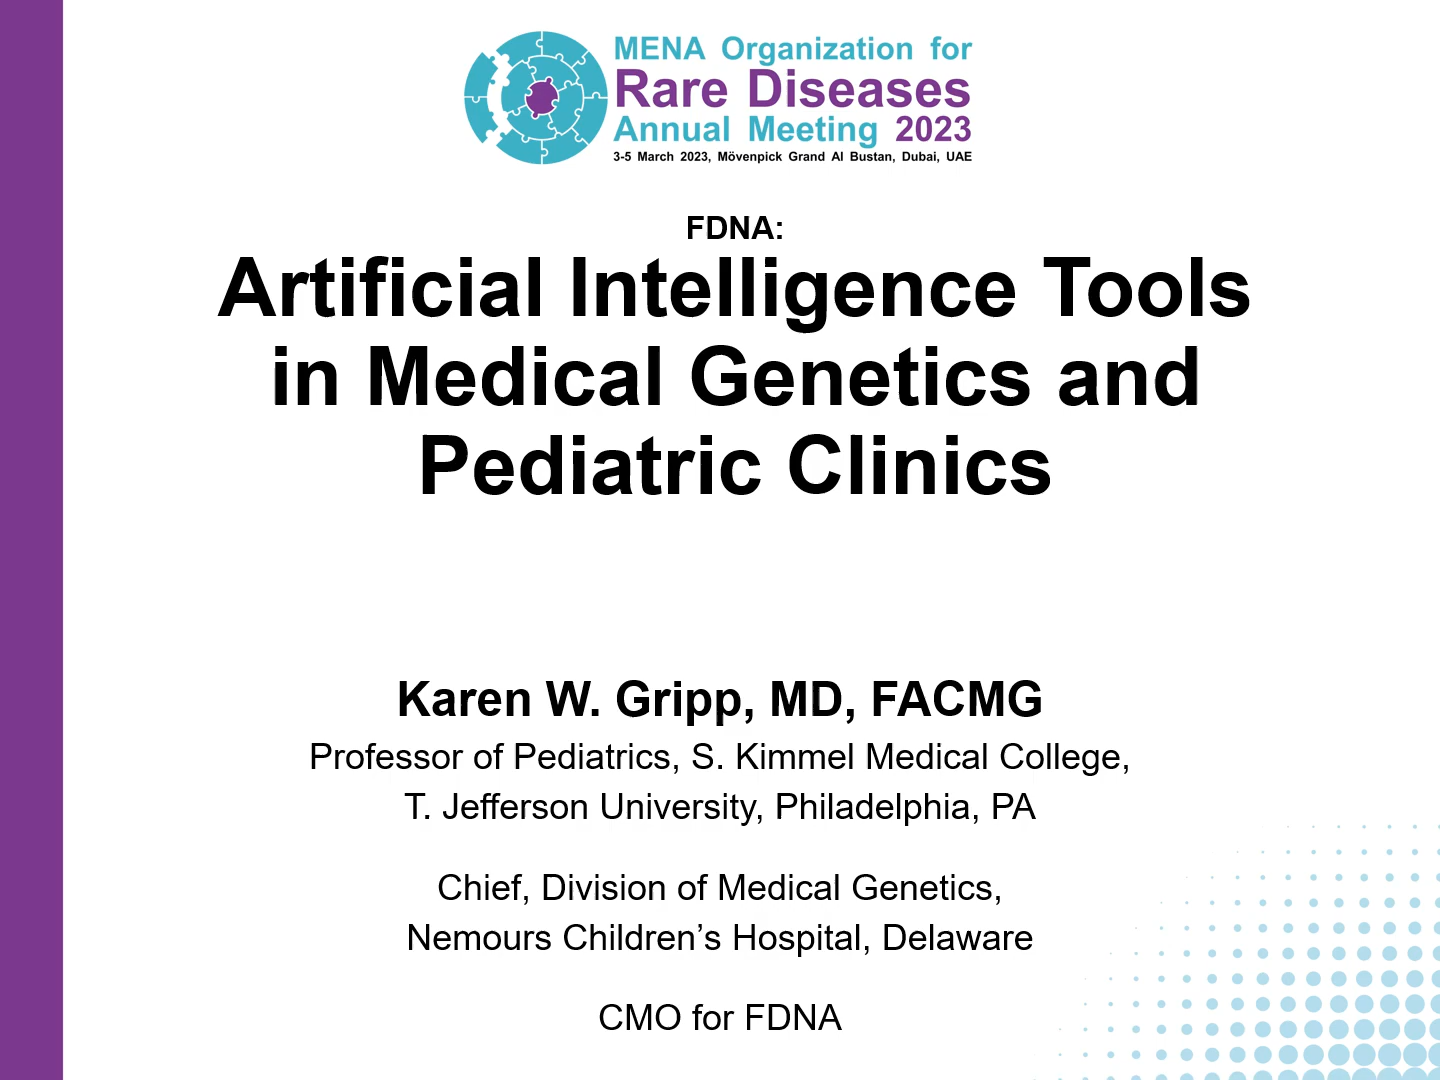 MENA Organization for
Rare Diseases
Annual Meeting 2023
3-5 March 2023, Mövenpick Grand Al Bustan, Dubai, UAE
FDNA:
Artificial Intelligence Tools
in Medical Genetics and
Pediatric Clinics
Karen W. Gripp, MD, FACMG
Professor of Pediatrics, S. Kimmel Medical College,
T. Jefferson University, Philadelphia, PA
Chief, Division of Medical Genetics,
Nemours Children’s Hospital, Delaware
CMO for FDNA